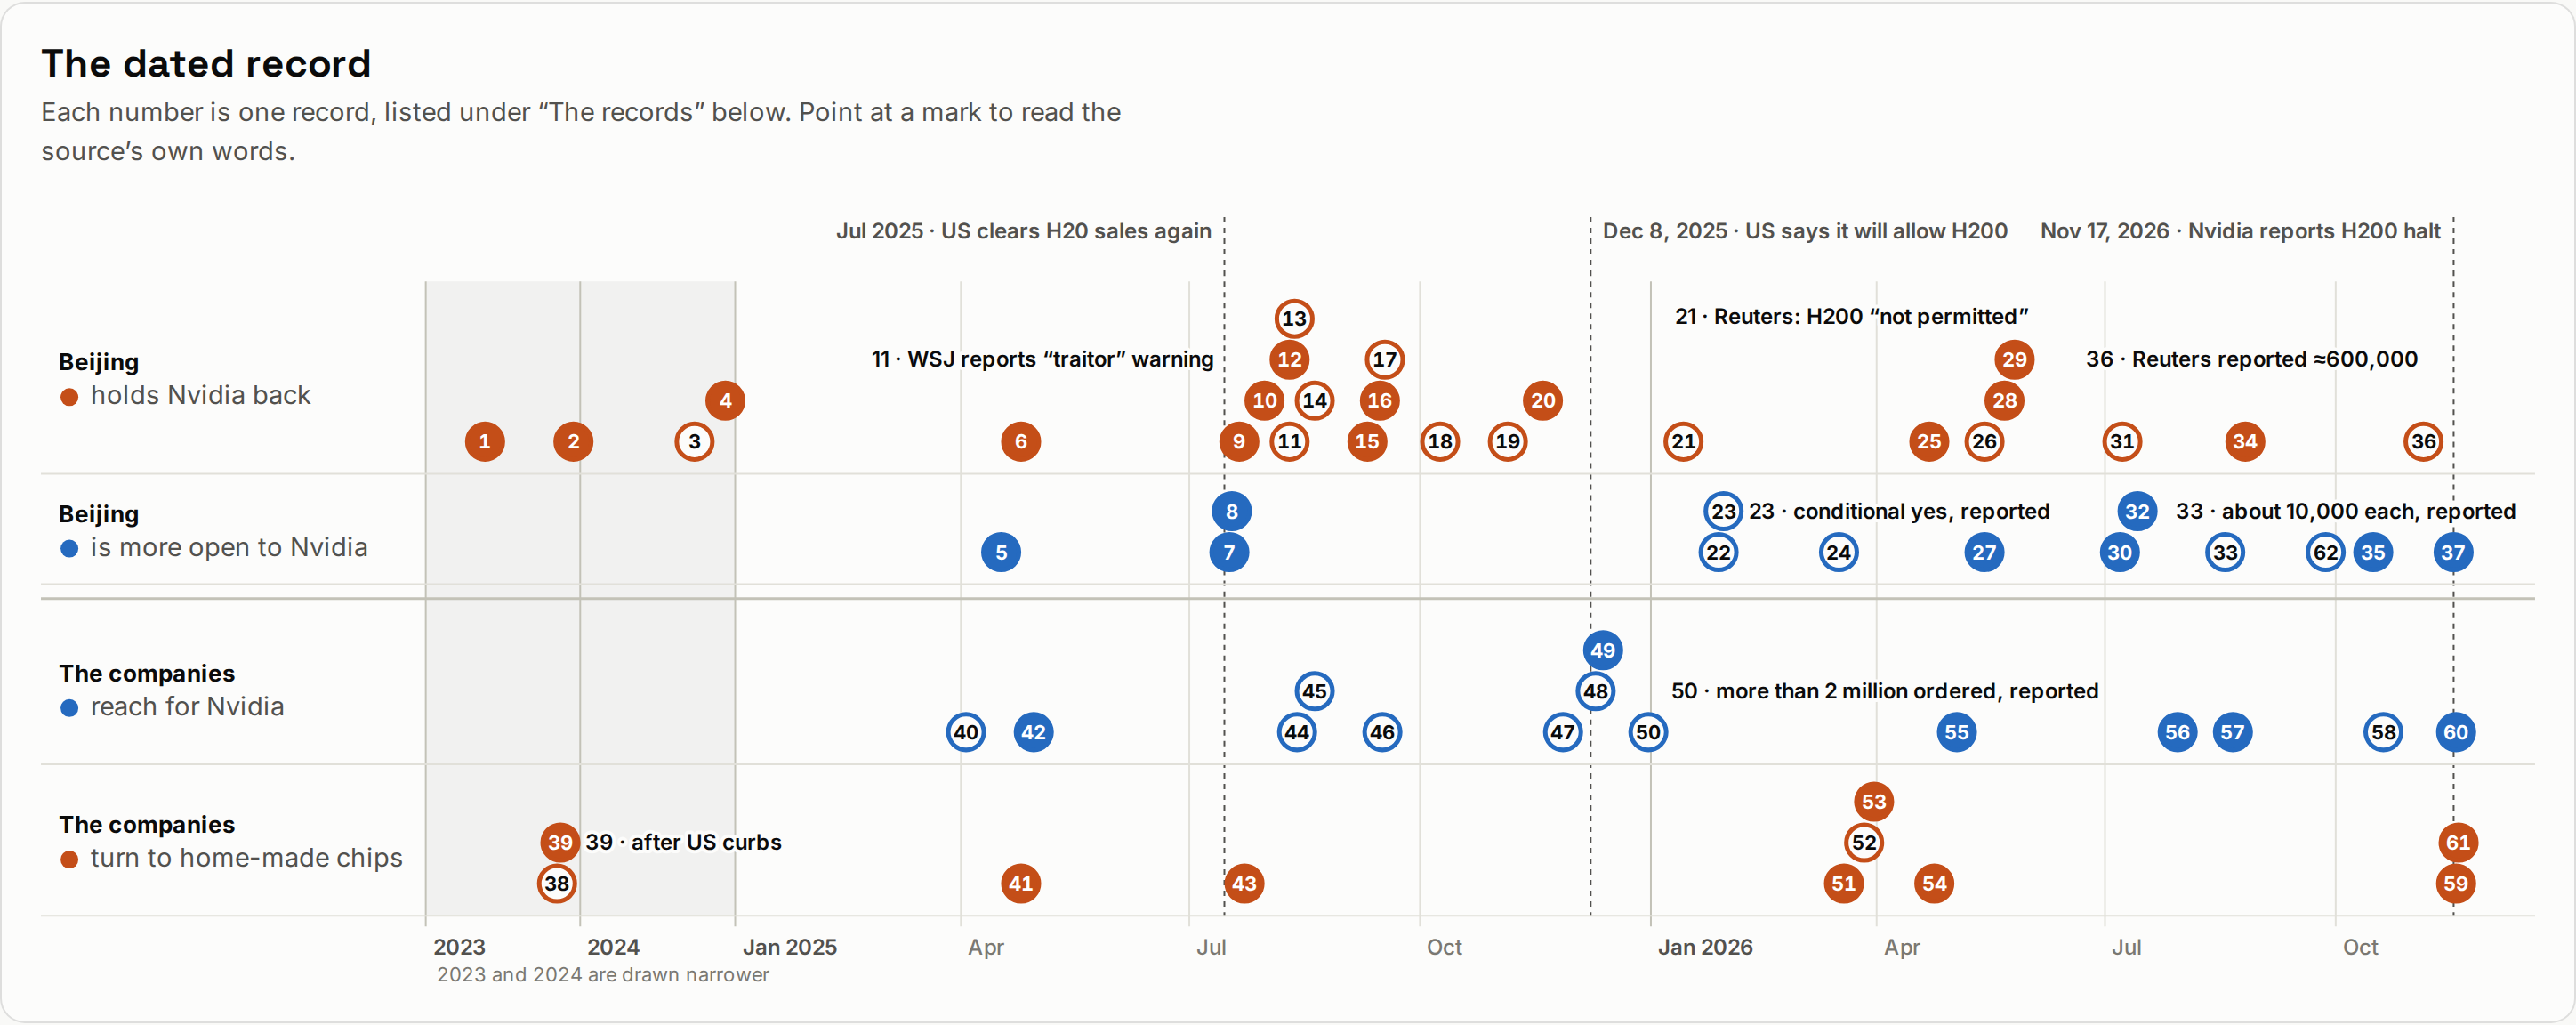 The dated record
Each number is one record, listed under “The records” below. Point at a mark to read the
source’s own words.
Jul 2025 · US clears H20 sales again
Dec 8, 2025 · US says it will allow H200
Nov 17, 2026 · Nvidia reports H200 halt
Beijing
holds Nvidia back
13
21 · Reuters: H200 “not permitted”
11 · WSJ reports “traitor” warning
12
17
29
36 · Reuters reported ≈600,000
4
10
14
16
20
28
1
2
3
6
9
11
15
18
19
21
25
26
31
34
36
Beijing
is more open to Nvidia
8
23
23 · conditional yes, reported
32
33 · about 10,000 each, reported
5
7
22
24
27
30
33
62
35
37
The companies
reach for Nvidia
49
45
48
50 · more than 2 million ordered, reported
40
42
44
46
47
50
55
56
57
58
60
The companies
turn to home-made chips
53
39
39 · after US curbs
52
61
38
41
43
51
54
59
2023
2024
Jan 2025
Apr
Jul
Oct
Jan 2026
Apr
Jul
Oct
2023 and 2024 are drawn narrower